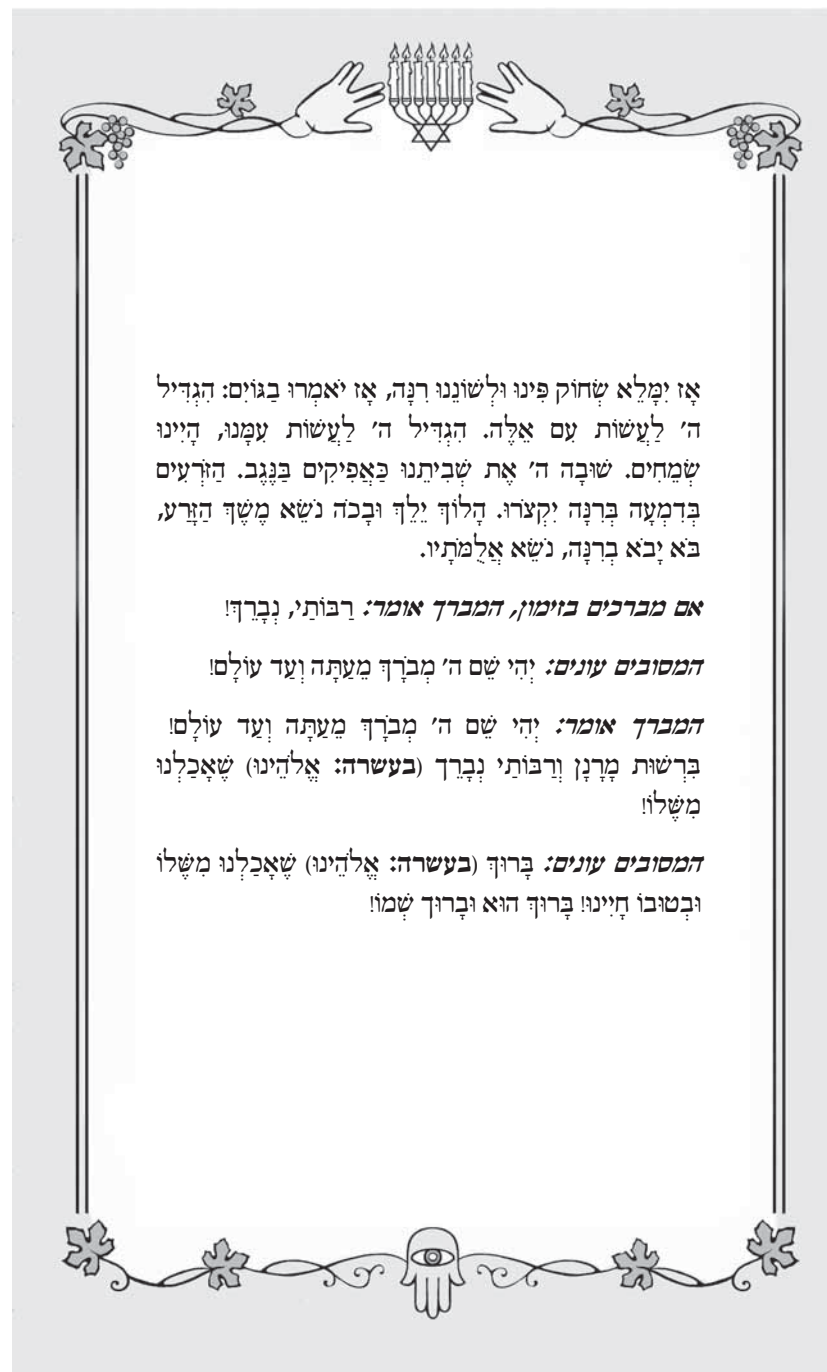 אָז יִמָּלֵא שְׂחוֹק פִּינוּ וּלְשׁוֹנֵנוּ רִנָּה, אָז יֹאמְרוּ בַגּוֹיִם: הִגְדִּיל
ה׳ לַעֲשׂוֹת עִם אֵלֶּה. הִגְדִּיל ה׳ לַעֲשׂוֹת עִמָּנוּ, הָיִינוּ
שְׂמֵחִים. שׁוּבָה ה׳ אֶת שְׁבִיתֵנוּ כַּאֲפִיקִים בַּנֶּגֶב. הַזֹּרְעִים
בְּדִמְעָה בְּרִנָּה יִקְצֹרוּ. הָלוֹךְ יֵלֵךְ וּבָכֹה נֹשֵׂא מֶשֶׁךְ הַזָּרַע,
בֹּא יָבֹא בְרִנָּה, נֹשֵׂא אֲלֻמֹּתָיו.
אם מברכים בזימון, המברך אומר: רַבּוֹתַי, נְבָרֵךְ!
המסובים עונים: יְהִי שֵׁם ה׳ מְבֹרָךְ מֵעַתָּה וְעַד עוֹלָם!
המברך אומר: יְהִי שֵׁם ה׳ מְבֹרָךְ מֵעַתָּה וְעַד עוֹלָם!
בִּרְשׁוּת מָרָנָן וְרַבּוֹתַי נְבָרֵך (בעשרה: אֱלֹהֵינוּ) שֶׁאָכַלְנוּ
מִשֶּׁלוֹ!
המסובים עונים: בָּרוּךְ (בעשרה: אֱלֹהֵינוּ) שֶׁאָכַלְנוּ מִשֶּׁלוֹ
וּבְטוּבוֹ חָיִינוּ! בָּרוּךְ הוּא וּבָרוּך שְׁמוֹ!